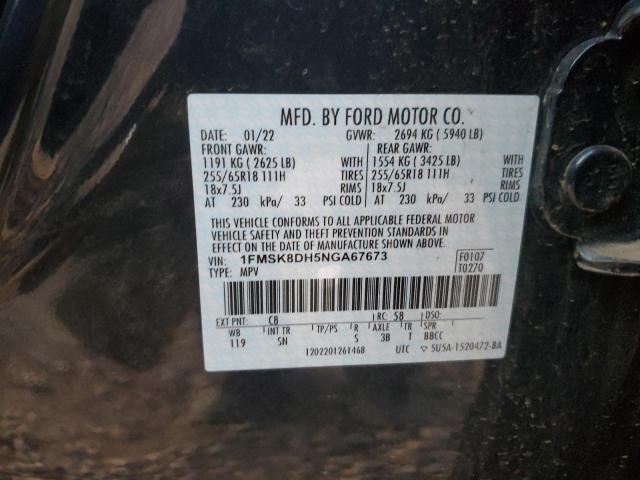 MFD. BY FORD MOTOR CO.
DATE: 01/22 GVWR: 2694 KG ( 5940 LB)
FRONT GAWR: REAR GAWR:
1191 KG ( 2625 LB) WITH 1554 KG ( 3425 LB) WITH
255/65R18 111H TIRES 255/65R18 111H TIRES
18x7.5J RIMS 18x7.5J RIMS
AT 230 kPa/ 33 PSI COLD AT 230 kPa/ 33 PSI COLD
THIS VEHICLE CONFORMS TO ALL APPLICABLE FEDERAL MOTOR
VEHICLE SAFETY AND THEFT PREVENTION STANDARDS IN
EFFECT ON THE DATE OF MANUFACTURE SHOWN ABOVE.
VIN: 1FMSK8DH5NGA67673 F0107
TYPE: MPV T0270
EXT PNT: C8 RC: 58 DSO:
WB INT TR TP/PS R AXLE TR SPR
119 SN S 3B T BBCC
1202201261468 UTC ▽ 5U5A-1520472-BA